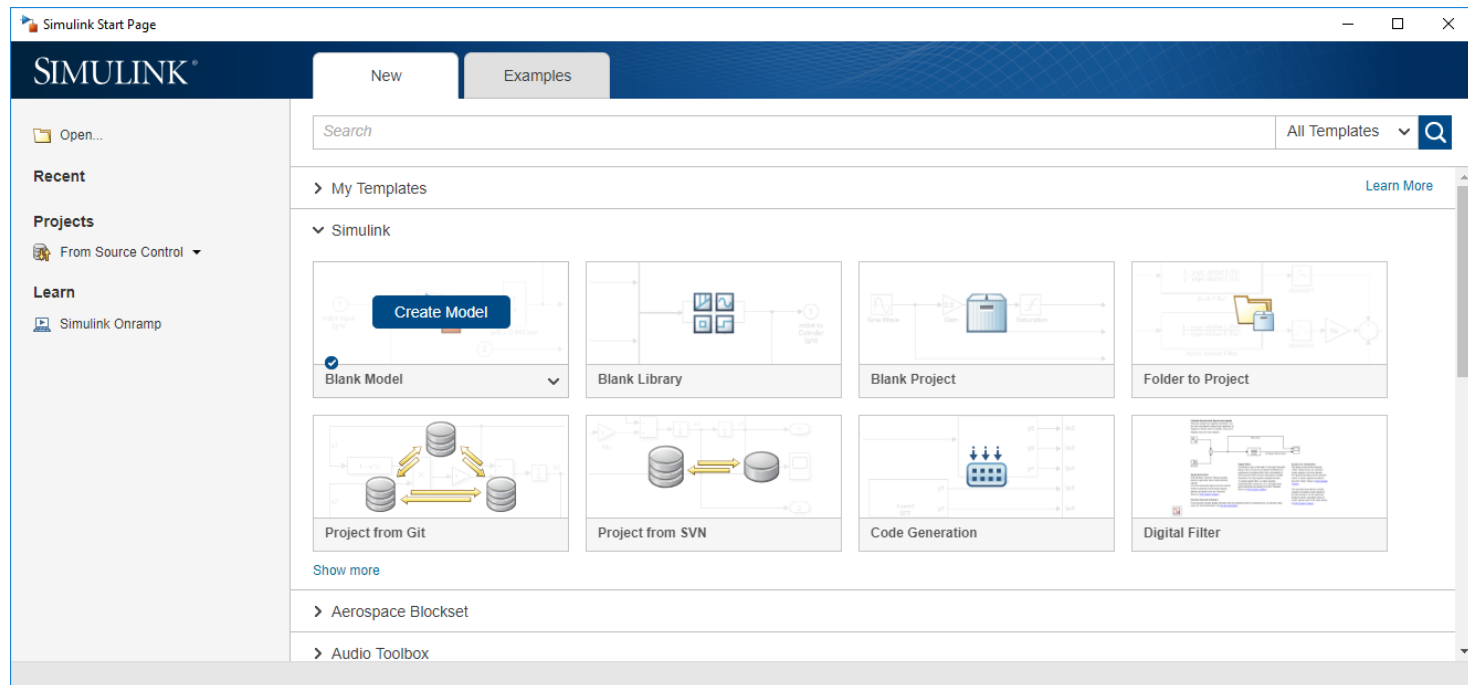 Simulink Start Page
SIMULINK®
New
Examples
Open...
Recent
Projects
From Source Control
Learn
Simulink Onramp
Search
All Templates
My Templates
Learn More
Simulink
Create Model
Blank Model
Blank Library
Blank Project
Folder to Project
Project from Git
Project from SVN
Code Generation
Digital Filter
Show more
Aerospace Blockset
Audio Toolbox